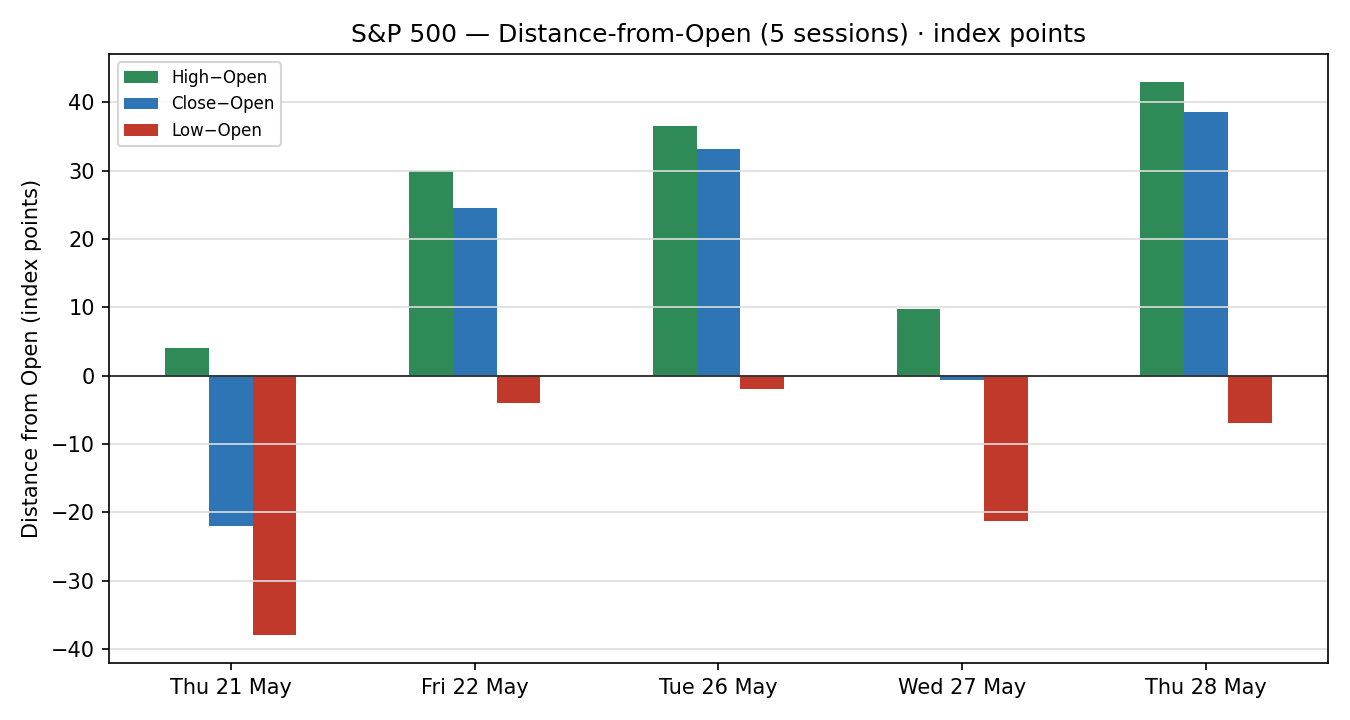 S&P 500 — Distance-from-Open (5 sessions) · index points
High−Open
Close−Open
Low−Open
Distance from Open (index points)
40
30
20
10
0
−10
−20
−30
−40
Thu 21 May
Fri 22 May
Tue 26 May
Wed 27 May
Thu 28 May